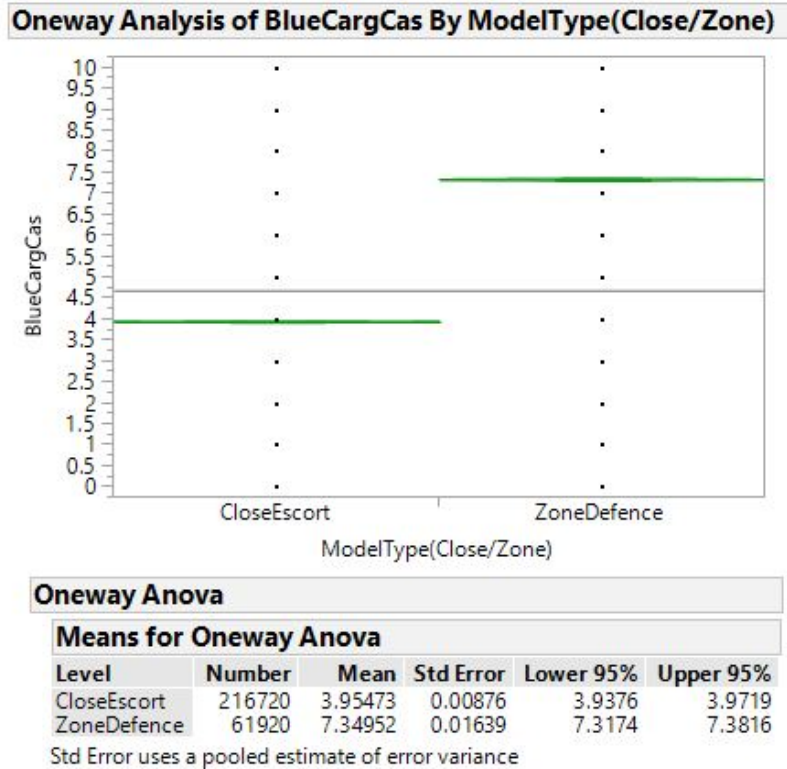 Oneway Analysis of BlueCargCas By ModelType(Close/Zone)
10
9.5
9
8.5
8
7.5
7
6.5
6
5.5
5
4.5
4
3.5
3
2.5
2
1.5
1
0.5
0
BlueCargCas
CloseEscort ZoneDefence
ModelType(Close/Zone)
Oneway Anova
Means for Oneway Anova
Level Number Mean Std Error Lower 95% Upper 95%
CloseEscort 216720 3.95473 0.00876 3.9376 3.9719
ZoneDefence 61920 7.34952 0.01639 7.3174 7.3816
Std Error uses a pooled estimate of error variance